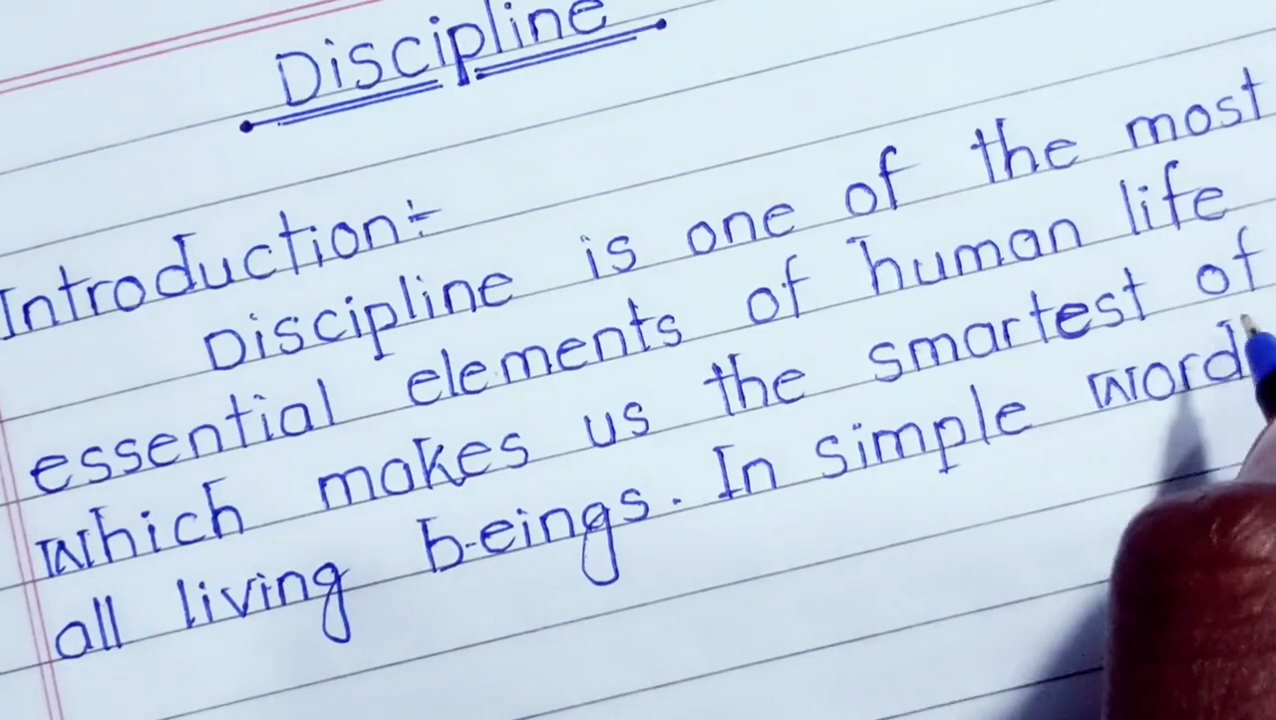 Discipline
Introduction:-
Discipline is one of the most
essential elements of human life
which makes us the smartest of
all living beings. In simple word